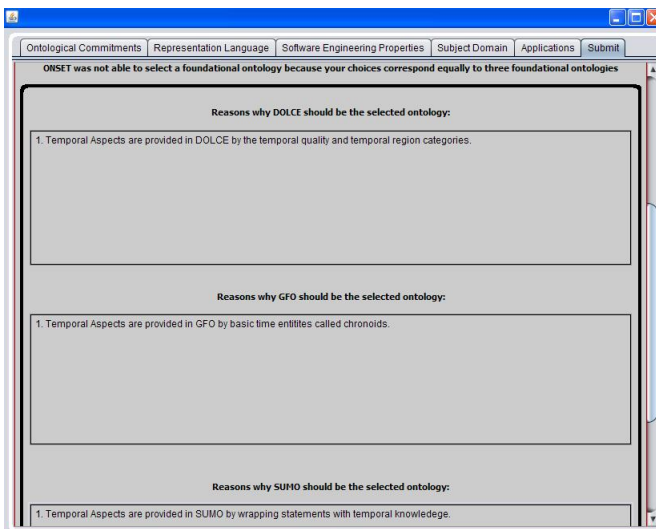 Ontological Commitments Representation Language Software Engineering Properties Subject Domain Applications Submit
ONSET was not able to select a foundational ontology because your choices correspond equally to three foundational ontologies
Reasons why DOLCE should be the selected ontology:
1. Temporal Aspects are provided in DOLCE by the temporal quality and temporal region categories.
Reasons why GFO should be the selected ontology:
1. Temporal Aspects are provided in GFO by basic time entitites called chronoids.
Reasons why SUMO should be the selected ontology:
1. Temporal Aspects are provided in SUMO by wrapping statements with temporal knowledege.